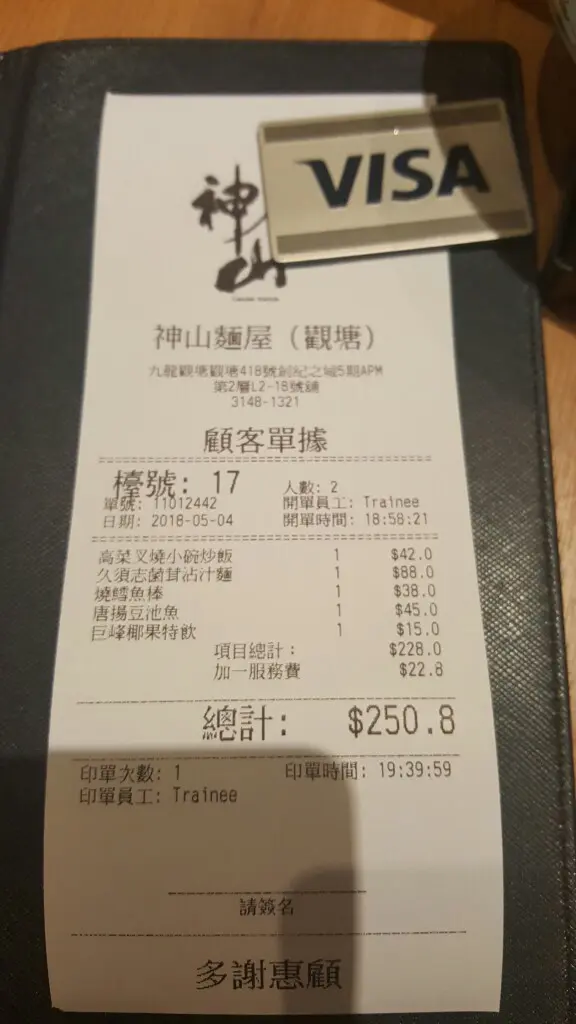 VISA
神山
神山麵屋（觀塘）
九龍觀塘觀塘418號創紀之城5期APM
第2層L2-18號舖
3148-1321
顧客單據
檯號: 17
人數: 2
單號: 11012442
開單員工: Trainee
日期: 2018-05-04
開單時間: 18:58:21
高菜叉燒小碗炒飯 1 $42.0
久須志菌茸沾汁麵 1 $88.0
燒鱈魚棒 1 $38.0
唐揚豆池魚 1 $45.0
巨峰椰果特飲 1 $15.0
項目總計: $228.0
加一服務費 $22.8
總計: $250.8
印單次數: 1 印單時間: 19:39:59
印單員工: Trainee
請簽名
多謝惠顧